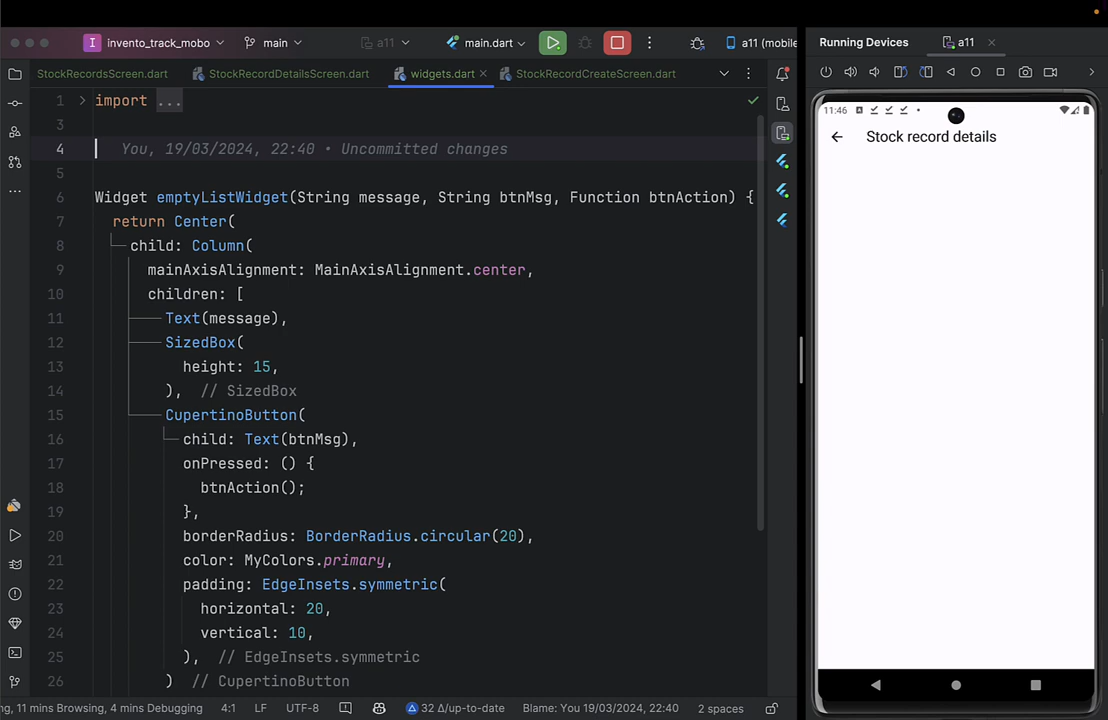 I invento_track_mobo main a11 main.dart a11 (mobile
Running Devices a11
StockRecordsScreen.dart StockRecordDetailsScreen.dart widgets.dart StockRecordCreateScreen.dart
1 import ...
3
4 You, 19/03/2024, 22:40 • Uncommitted changes
5
6 Widget emptyListWidget(String message, String btnMsg, Function btnAction) {
7 return Center(
8 child: Column(
9 mainAxisAlignment: MainAxisAlignment.center,
10 children: [
11 Text(message),
12 SizedBox(
13 height: 15,
14 ), // SizedBox
15 CupertinoButton(
16 child: Text(btnMsg),
17 onPressed: () {
18 btnAction();
19 },
20 borderRadius: BorderRadius.circular(20),
21 color: MyColors.primary,
22 padding: EdgeInsets.symmetric(
23 horizontal: 20,
24 vertical: 10,
25 ), // EdgeInsets.symmetric
26 ) // CupertinoButton
11:46
Stock record details
ng, 11 mins Browsing, 4 mins Debugging 4:1 LF UTF-8 32 Δ/up-to-date Blame: You 19/03/2024, 22:40 2 spaces